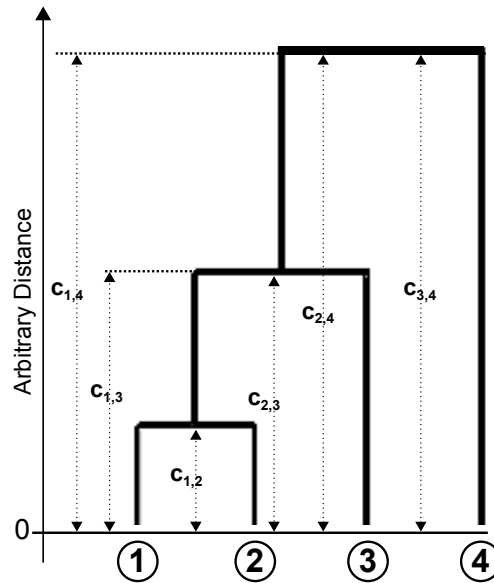 Arbitrary Distance
c1,4
c2,4
c3,4
c1,3
c2,3
c1,2
0
1 2 3 4